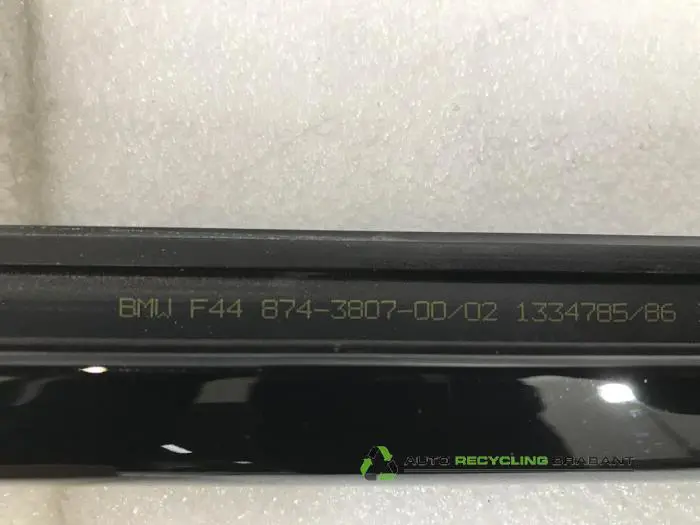 BMW F44 874-3807-00/02 1334785/86
AUTO RECYCLING BRABANT